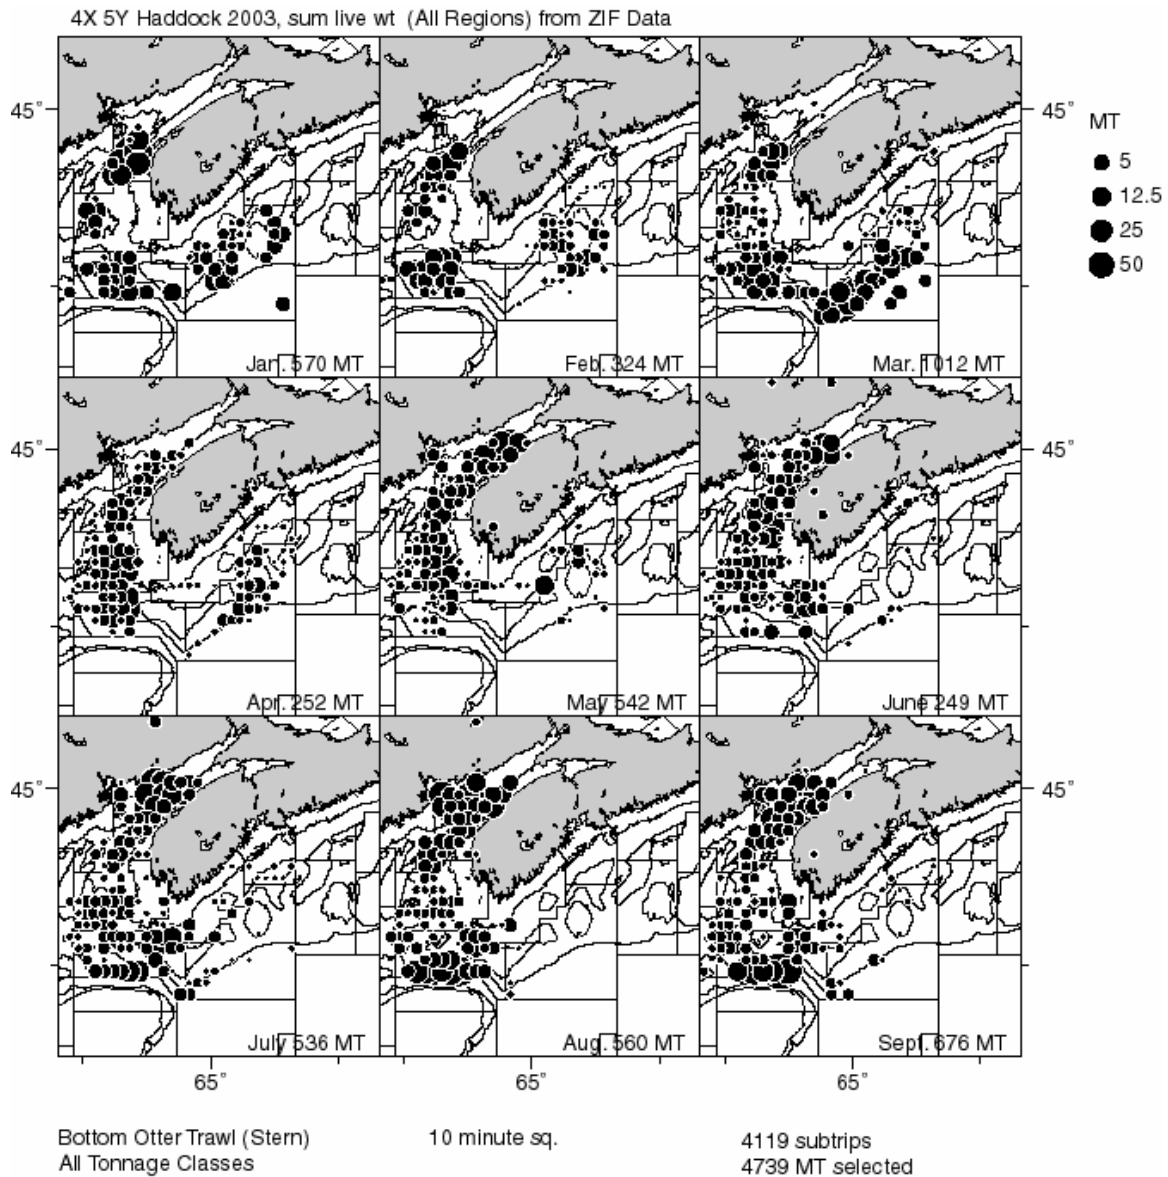 4X 5Y Haddock 2003, sum live wt (All Regions) from ZIF Data
45° 45°
MT
5
12.5
25
50
Jan. 570 MT Feb. 324 MT Mar. 1012 MT
45° 45°
Apr. 252 MT May 542 MT June 249 MT
45° 45°
July 536 MT Aug. 560 MT Sept. 676 MT
65° 65° 65°
Bottom Otter Trawl (Stern) 10 minute sq. 4119 subtrips
All Tonnage Classes 4739 MT selected